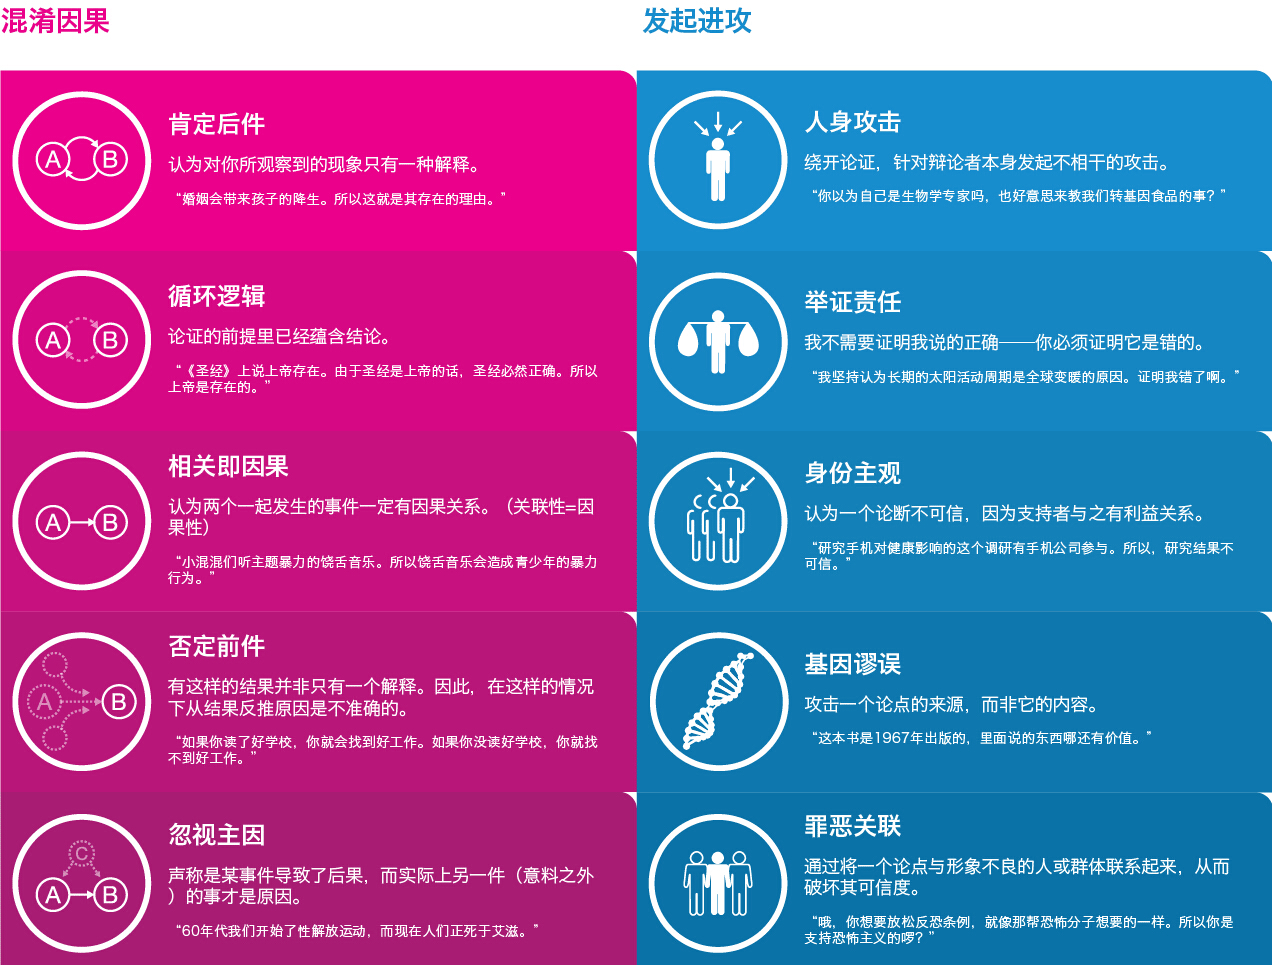 混淆因果
肯定后件
A B
认为对你所观察到的现象只有一种解释。
“婚姻会带来孩子的降生。所以这就是其存在的理由。”
循环逻辑
A B
论证的前提里已经蕴含结论。
“《圣经》上说上帝存在。由于圣经是上帝的话，圣经必然正确。所以
上帝是存在的。”
相关即因果
A B
认为两个一起发生的事件一定有因果关系。（关联性=因
果性）
“小混混们听主题暴力的饶舌音乐。所以饶舌音乐会造成青少年的暴力
行为。”
否定前件
A B
有这样的结果并非只有一个解释。因此，在这样的情况
下从结果反推原因是不准确的。
“如果你读了好学校，你就会找到好工作。如果你没读好学校，你就找
不到好工作。”
忽视主因
C
A B
声称是某事件导致了后果，而实际上另一件（意料之外
）的事才是原因。
“60年代我们开始了性解放运动，而现在人们正死于艾滋。”
发起进攻
人身攻击
绕开论证，针对辩论者本身发起不相干的攻击。
“你以为自己是生物学专家吗，也好意思来教我们转基因食品的事？”
举证责任
我不需要证明我说的正确——你必须证明它是错的。
“我坚持认为长期的太阳活动周期是全球变暖的原因。证明我错了啊。”
身份主观
认为一个论断不可信，因为支持者与之有利益关系。
“研究手机对健康影响的这个调研有手机公司参与。所以，研究结果不
可信。”
基因谬误
攻击一个论点的来源，而非它的内容。
“这本书是1967年出版的，里面说的东西哪还有价值。”
罪恶关联
通过将一个论点与形象不良的人或群体联系起来，从而
破坏其可信度。
“哦，你想要放松反恐条例，就像那帮恐怖分子想要的一样。所以你是
支持恐怖主义的啰？”